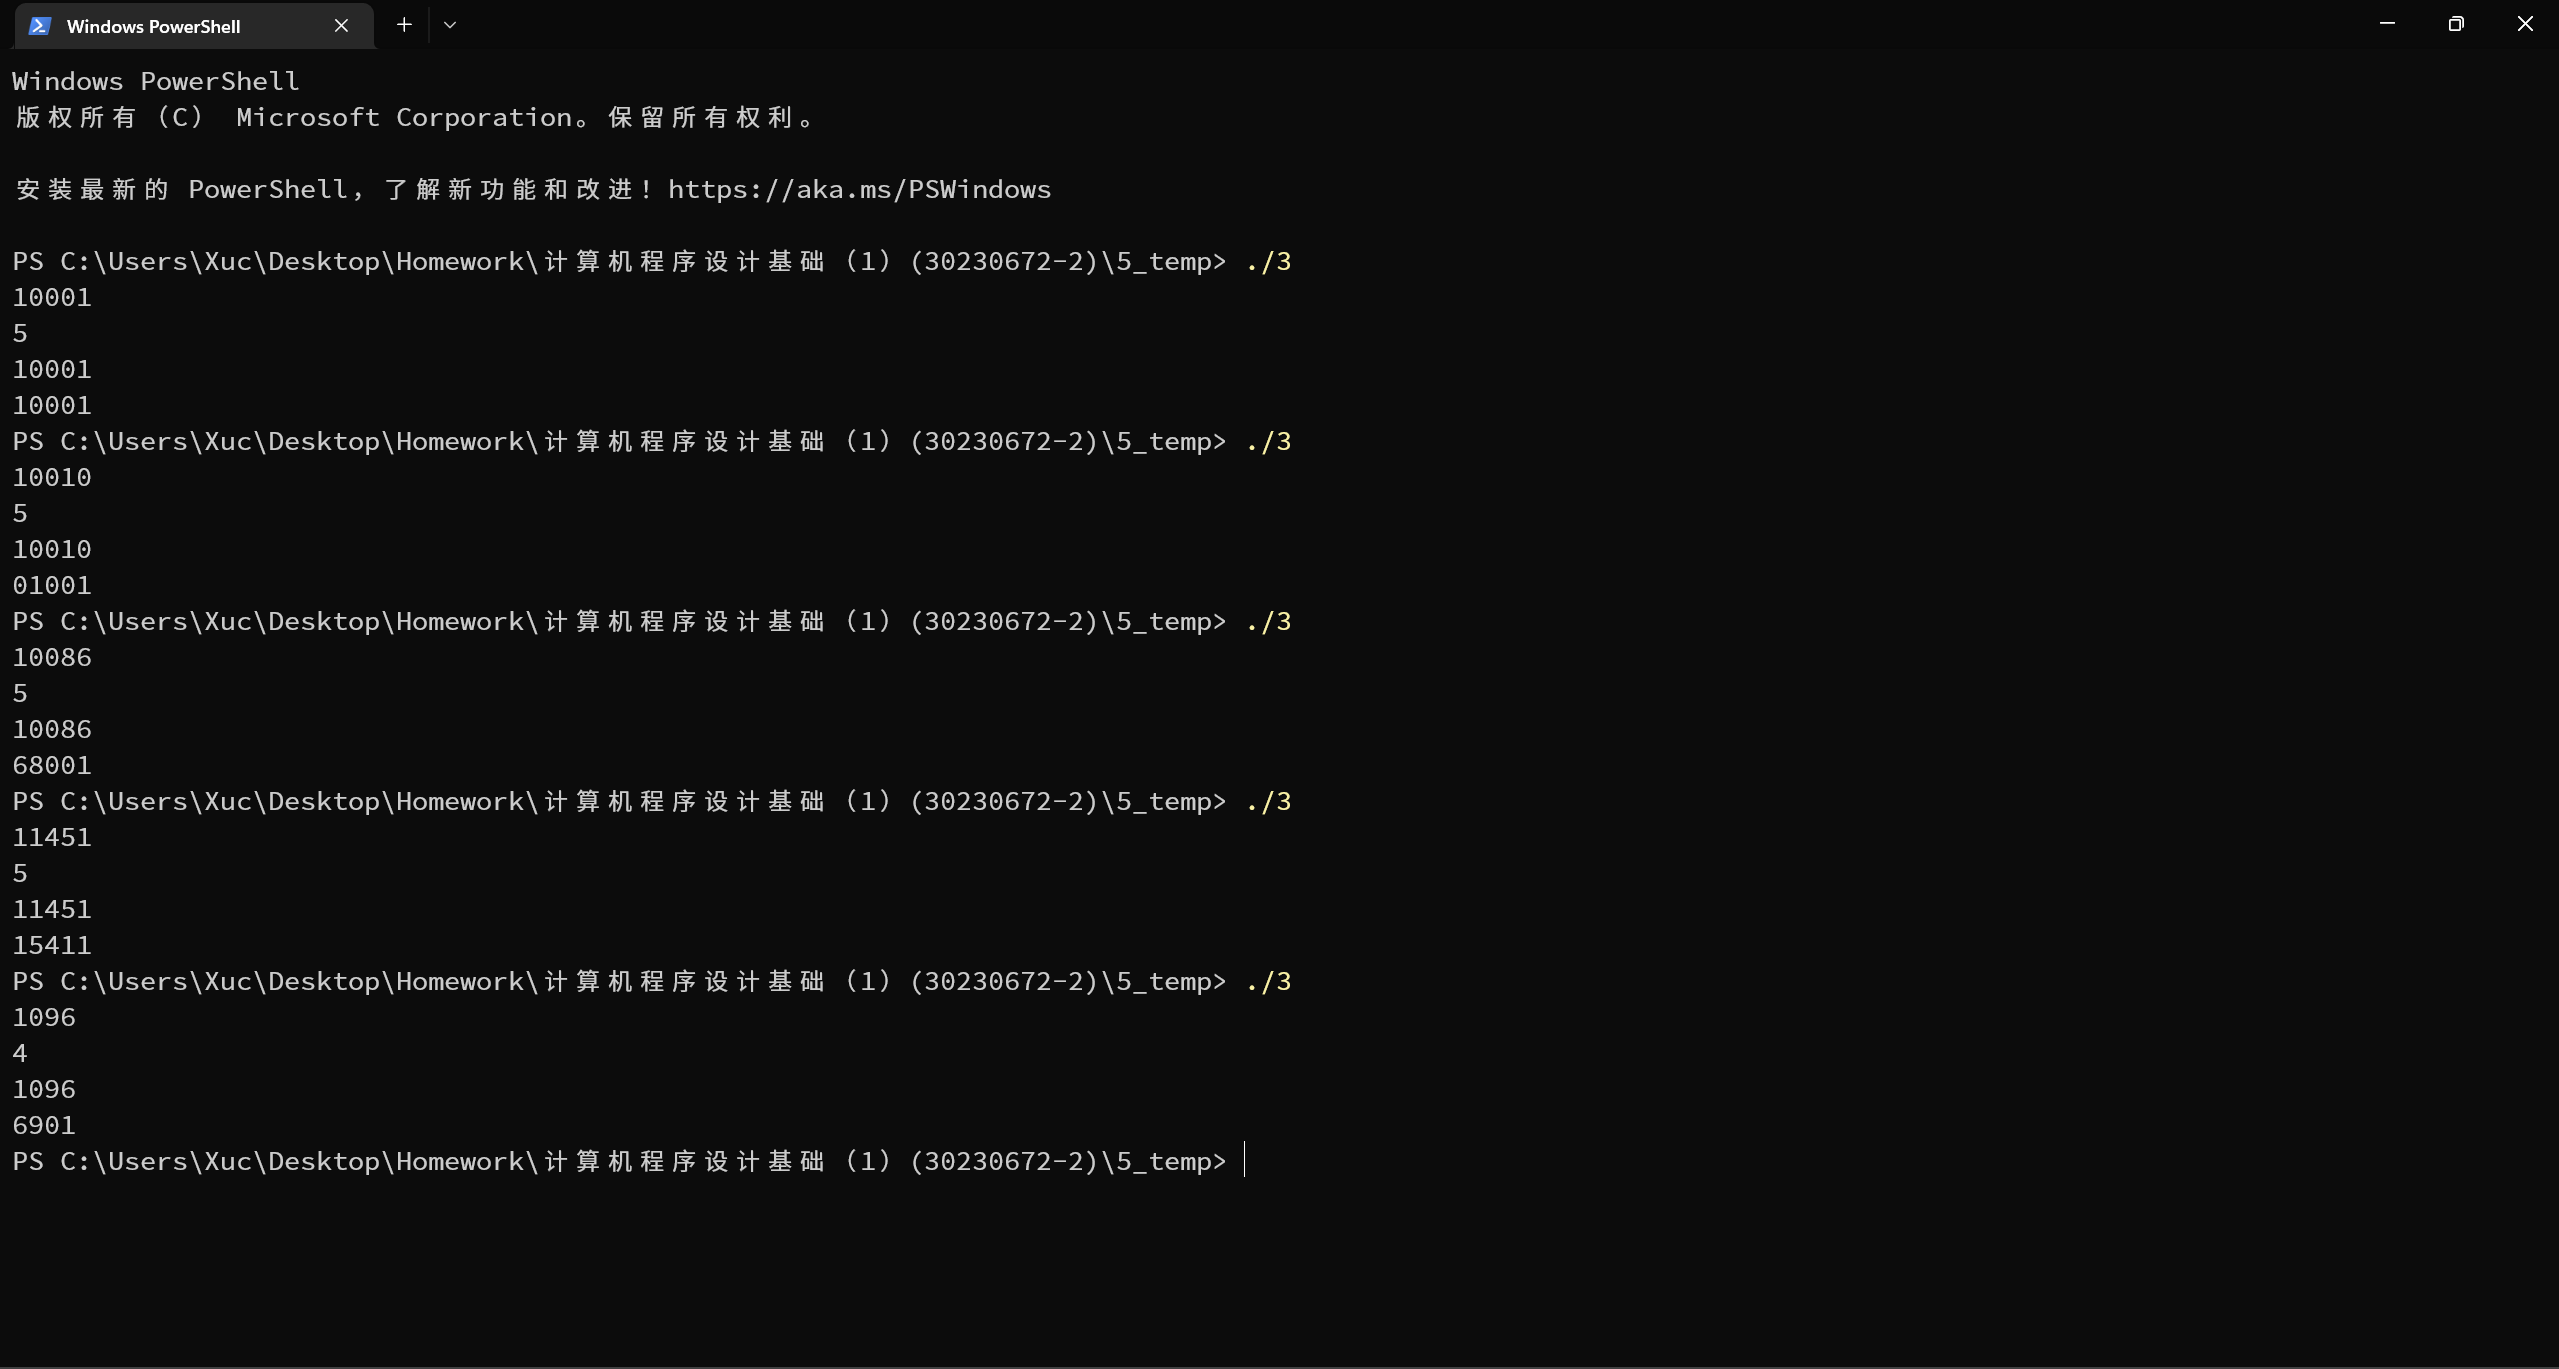 Windows PowerShell
Windows PowerShell
版权所有（C） Microsoft Corporation。保留所有权利。
安装最新的 PowerShell，了解新功能和改进！https://aka.ms/PSWindows
PS C:\Users\Xuc\Desktop\Homework\计算机程序设计基础（1）(30230672-2)\5_temp> ./3
10001
5
10001
10001
PS C:\Users\Xuc\Desktop\Homework\计算机程序设计基础（1）(30230672-2)\5_temp> ./3
10010
5
10010
01001
PS C:\Users\Xuc\Desktop\Homework\计算机程序设计基础（1）(30230672-2)\5_temp> ./3
10086
5
10086
68001
PS C:\Users\Xuc\Desktop\Homework\计算机程序设计基础（1）(30230672-2)\5_temp> ./3
11451
5
11451
15411
PS C:\Users\Xuc\Desktop\Homework\计算机程序设计基础（1）(30230672-2)\5_temp> ./3
1096
4
1096
6901
PS C:\Users\Xuc\Desktop\Homework\计算机程序设计基础（1）(30230672-2)\5_temp>